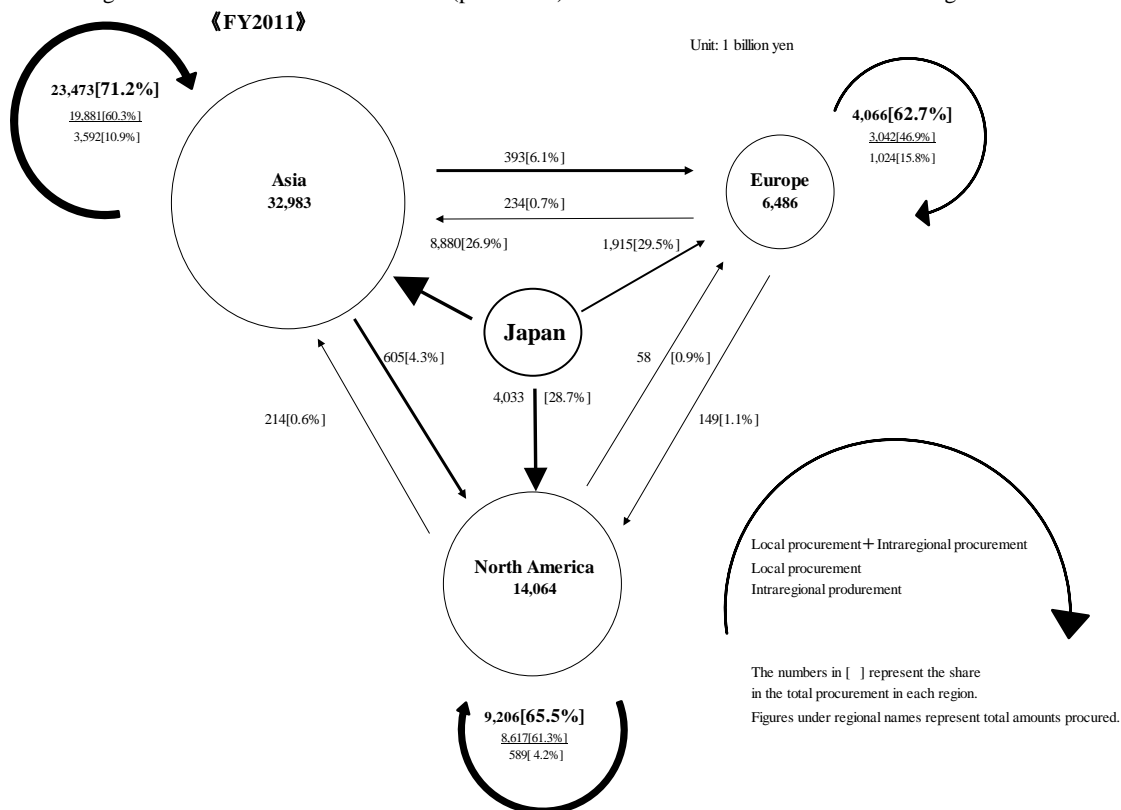 《FY2011》
Unit: 1 billion yen
23,473[71.2%]
19,881[60.3%]
3,592[10.9%]
4,066[62.7%]
3,042[46.9%]
1,024[15.8%]
Asia
32,983
393[6.1%]
Europe
6,486
234[0.7%]
8,880[26.9%]
1,915[29.5%]
Japan
605[4.3%]
58 [0.9%]
4,033 [28.7%]
214[0.6%]
149[1.1%]
North America
14,064
Local procurement+ Intraregional procurement
Local procurement
Intraregional produrement
The numbers in [ ] represent the share
in the total procurement in each region.
Figures under regional names represent total amounts procured.
9,206[65.5%]
8,617[61.3%]
589[ 4.2%]